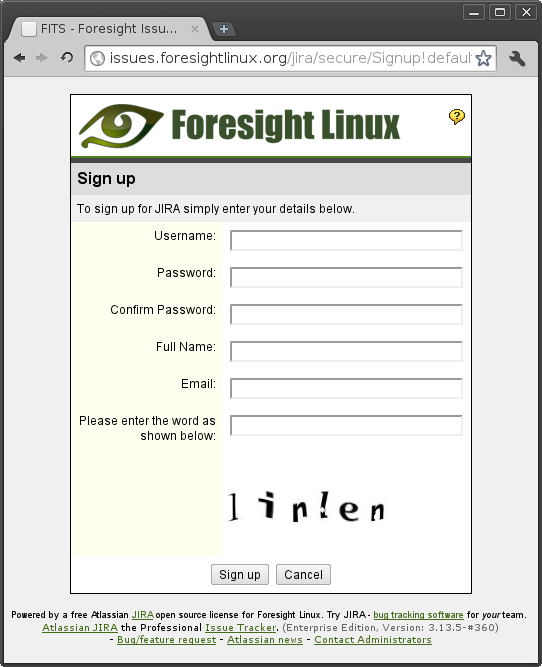 FITS - Foresight Issu...
issues.foresightlinux.org/jira/secure/Signup!defaul
Foresight Linux
?
Sign up
To sign up for JIRA simply enter your details below.
Username:
Password:
Confirm Password:
Full Name:
Email:
Please enter the word as
shown below:
Sign up Cancel
Powered by a free Atlassian JIRA open source license for Foresight Linux. Try JIRA - bug tracking software for your team.
Atlassian JIRA the Professional Issue Tracker. (Enterprise Edition, Version: 3.13.5-#360)
- Bug/feature request - Atlassian news - Contact Administrators